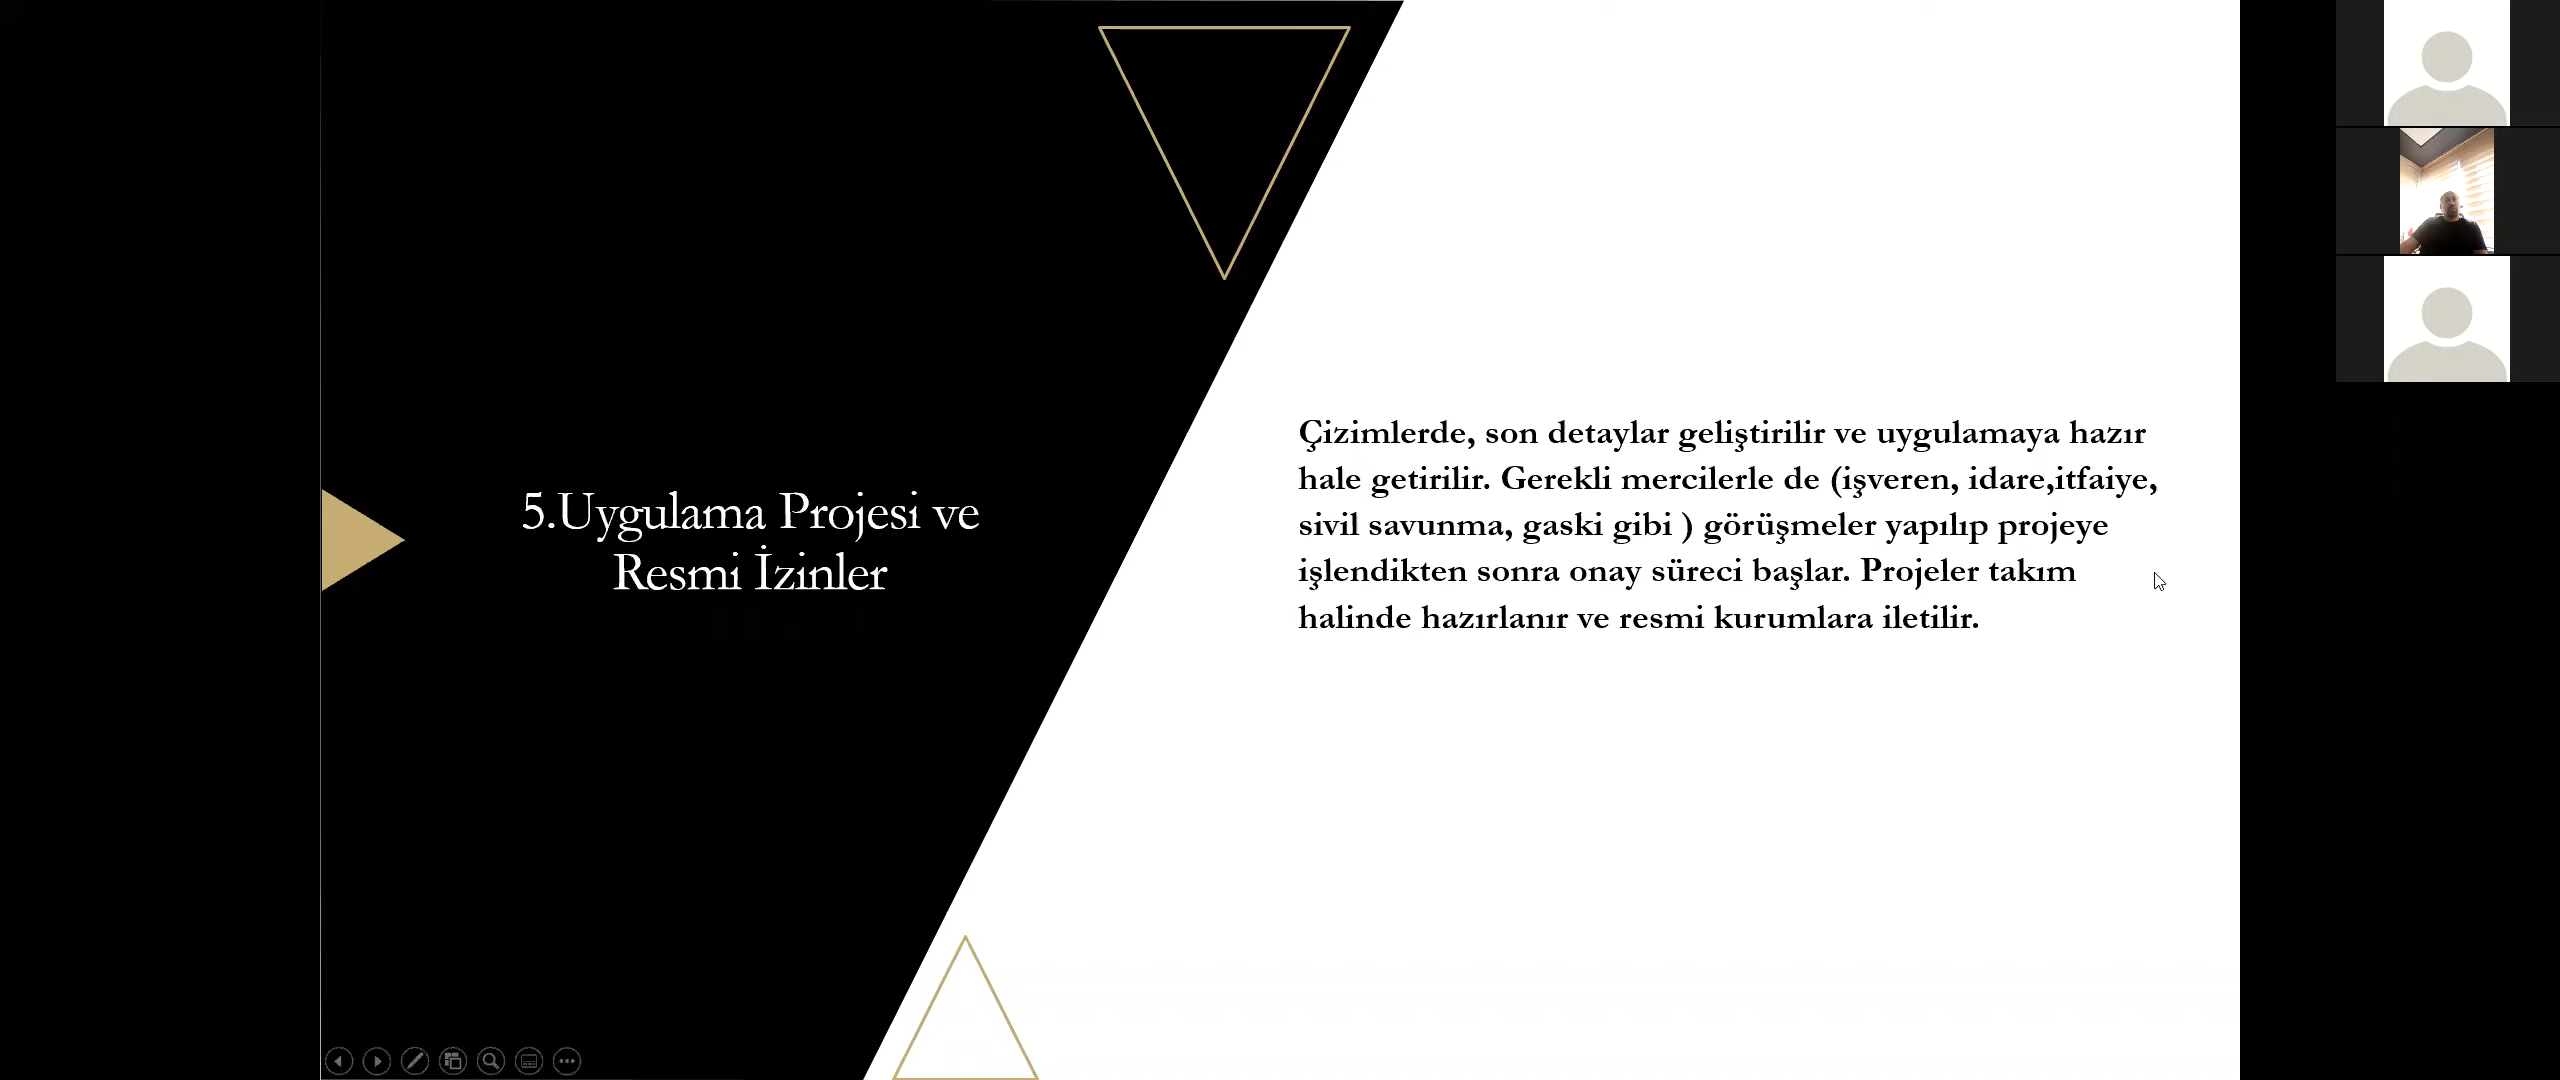 5.Uygulama Projesi ve
Resmi İzinler
Çizimlerde, son detaylar geliştirilir ve uygulamaya hazır
hale getirilir. Gerekli mercilerle de (işveren, idare,itfaiye,
sivil savunma, gaski gibi ) görüşmeler yapılıp projeye
işlendikten sonra onay süreci başlar. Projeler takım
halinde hazırlanır ve resmi kurumlara iletilir.